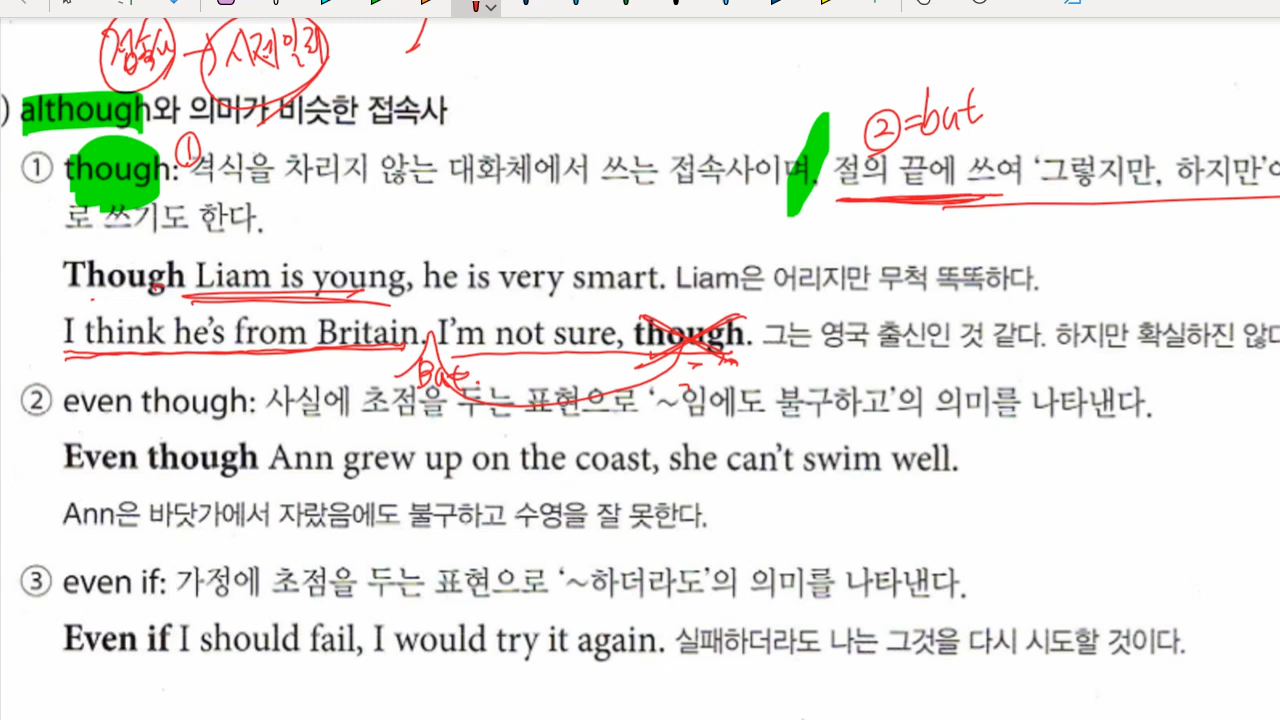 접속사 → 시제일치
) although와 의미가 비슷한 접속사
②=but
① though: ①격식을 차리지 않는 대화체에서 쓰는 접속사이며, 절의 끝에 쓰여 ‘그렇지만, 하지만’
로 쓰기도 한다.
Though Liam is young, he is very smart. Liam은 어리지만 무척 똑똑하다.
I think he’s from Britain. I’m not sure, though. 그는 영국 출신인 것 같다. 하지만 확실하진 않
But
② even though: 사실에 초점을 두는 표현으로 ‘~임에도 불구하고’의 의미를 나타낸다.
Even though Ann grew up on the coast, she can’t swim well.
Ann은 바닷가에서 자랐음에도 불구하고 수영을 잘 못한다.
③ even if: 가정에 초점을 두는 표현으로 ‘~하더라도’의 의미를 나타낸다.
Even if I should fail, I would try it again. 실패하더라도 나는 그것을 다시 시도할 것이다.